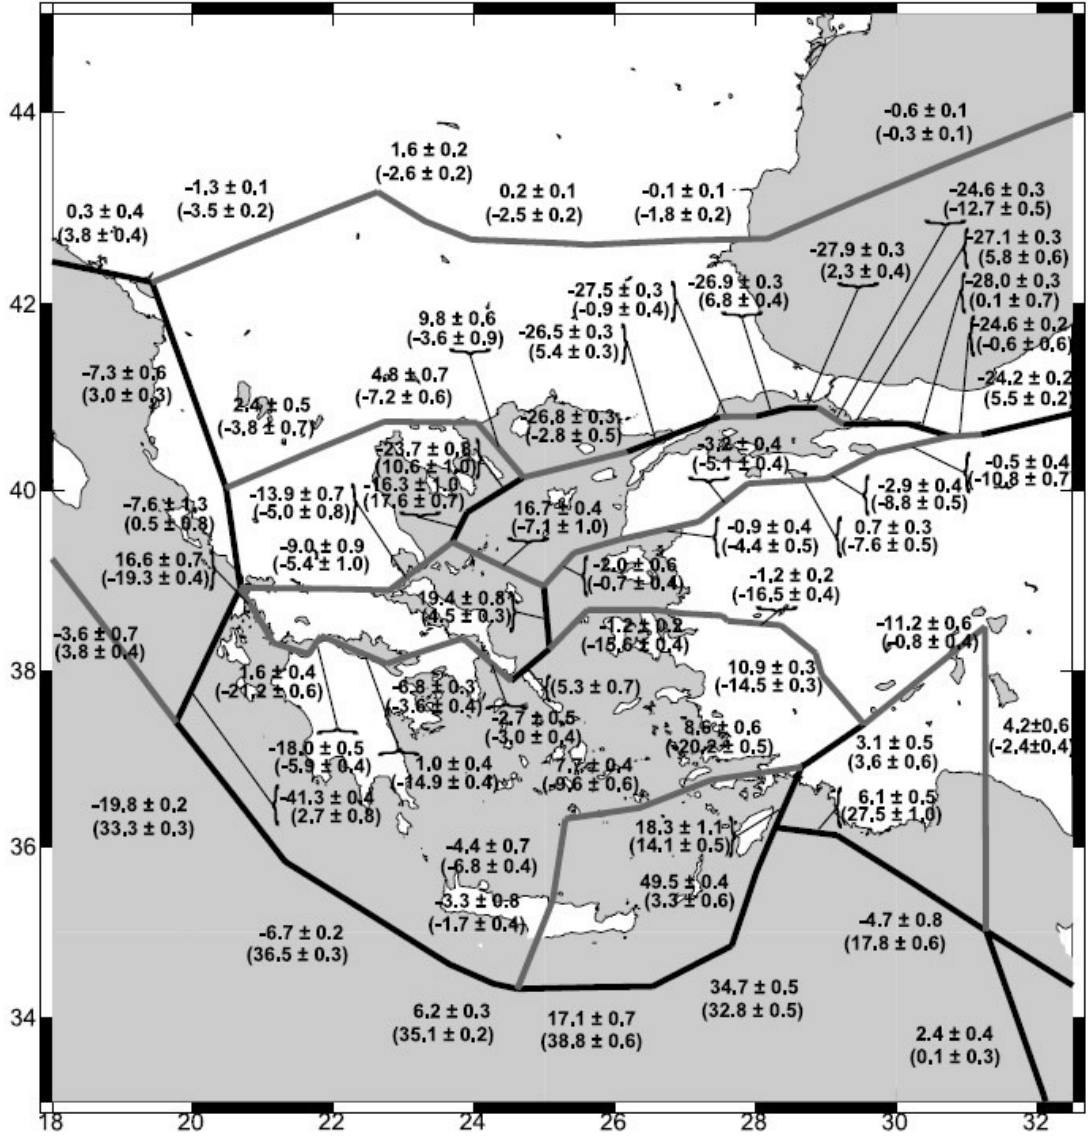 44
42
40
38
36
34
18
20
22
24
26
28
30
32
-0.6 ± 0.1
(-0.3 ± 0.1)
1.6 ± 0.2
(-2.6 ± 0.2)
-1.3 ± 0.1
(-3.5 ± 0.2)
0.2 ± 0.1
(-2.5 ± 0.2)
-0.1 ± 0.1
(-1.8 ± 0.2)
0.3 ± 0.4
(3.8 ± 0.4)
-24.6 ± 0.3
(-12.7 ± 0.5)
-27.1 ± 0.3
(5.8 ± 0.6)
-27.9 ± 0.3
(2.3 ± 0.4)
-28.0 ± 0.3
(0.1 ± 0.7)
-26.9 ± 0.3
(6.8 ± 0.4)
-27.5 ± 0.3
(-0.9 ± 0.4)
-24.6 ± 0.2
(-0.6 ± 0.6)
9.8 ± 0.6
(-3.6 ± 0.9)
-26.5 ± 0.3
(5.4 ± 0.3)
-24.2 ± 0.2
(5.5 ± 0.2)
-7.3 ± 0.6
(3.0 ± 0.3)
4.8 ± 0.7
(-7.2 ± 0.6)
2.4 ± 0.5
(-3.8 ± 0.7)
-26.8 ± 0.3
(-2.8 ± 0.5)
-23.7 ± 0.8
(10.6 ± 1.0)
-3.2 ± 0.4
(-5.1 ± 0.4)
-0.5 ± 0.4
(-10.8 ± 0.7)
-16.3 ± 1.0
(17.6 ± 0.7)
-13.9 ± 0.7
(-5.0 ± 0.8)
-2.9 ± 0.4
(-8.8 ± 0.5)
-7.6 ± 1.3
(0.5 ± 0.8)
16.7 ± 0.4
(-7.1 ± 1.0)
-0.9 ± 0.4
(-4.4 ± 0.5)
0.7 ± 0.3
(-7.6 ± 0.5)
16.6 ± 0.7
(-19.3 ± 0.4)
-9.0 ± 0.9
(-5.4 ± 1.0)
-2.0 ± 0.6
(-0.7 ± 0.4)
-1.2 ± 0.2
(-16.5 ± 0.4)
19.4 ± 0.8
(4.5 ± 0.3)
-3.6 ± 0.7
(3.8 ± 0.4)
-1.2 ± 0.2
(-15.6 ± 0.4)
-11.2 ± 0.6
(-0.8 ± 0.4)
1.6 ± 0.4
(-21.2 ± 0.6)
-6.8 ± 0.3
(-3.6 ± 0.4)
(5.3 ± 0.7)
10.9 ± 0.3
(-14.5 ± 0.3)
-2.7 ± 0.5
(-3.0 ± 0.4)
8.6 ± 0.6
(-20.2 ± 0.5)
3.1 ± 0.5
(3.6 ± 0.6)
4.2±0.6
(-2.4±0.4)
-18.0 ± 0.5
(-5.9 ± 0.4)
1.0 ± 0.4
(-14.9 ± 0.4)
7.7 ± 0.4
(-9.6 ± 0.6)
-41.3 ± 0.4
(2.7 ± 0.8)
-19.8 ± 0.2
(33.3 ± 0.3)
6.1 ± 0.5
(27.5 ± 1.0)
18.3 ± 1.1
(14.1 ± 0.5)
-4.4 ± 0.7
(-6.8 ± 0.4)
49.5 ± 0.4
(3.3 ± 0.6)
-3.3 ± 0.8
(-1.7 ± 0.4)
-4.7 ± 0.8
(17.8 ± 0.6)
-6.7 ± 0.2
(36.5 ± 0.3)
34.7 ± 0.5
(32.8 ± 0.5)
6.2 ± 0.3
(35.1 ± 0.2)
17.1 ± 0.7
(38.8 ± 0.6)
2.4 ± 0.4
(0.1 ± 0.3)